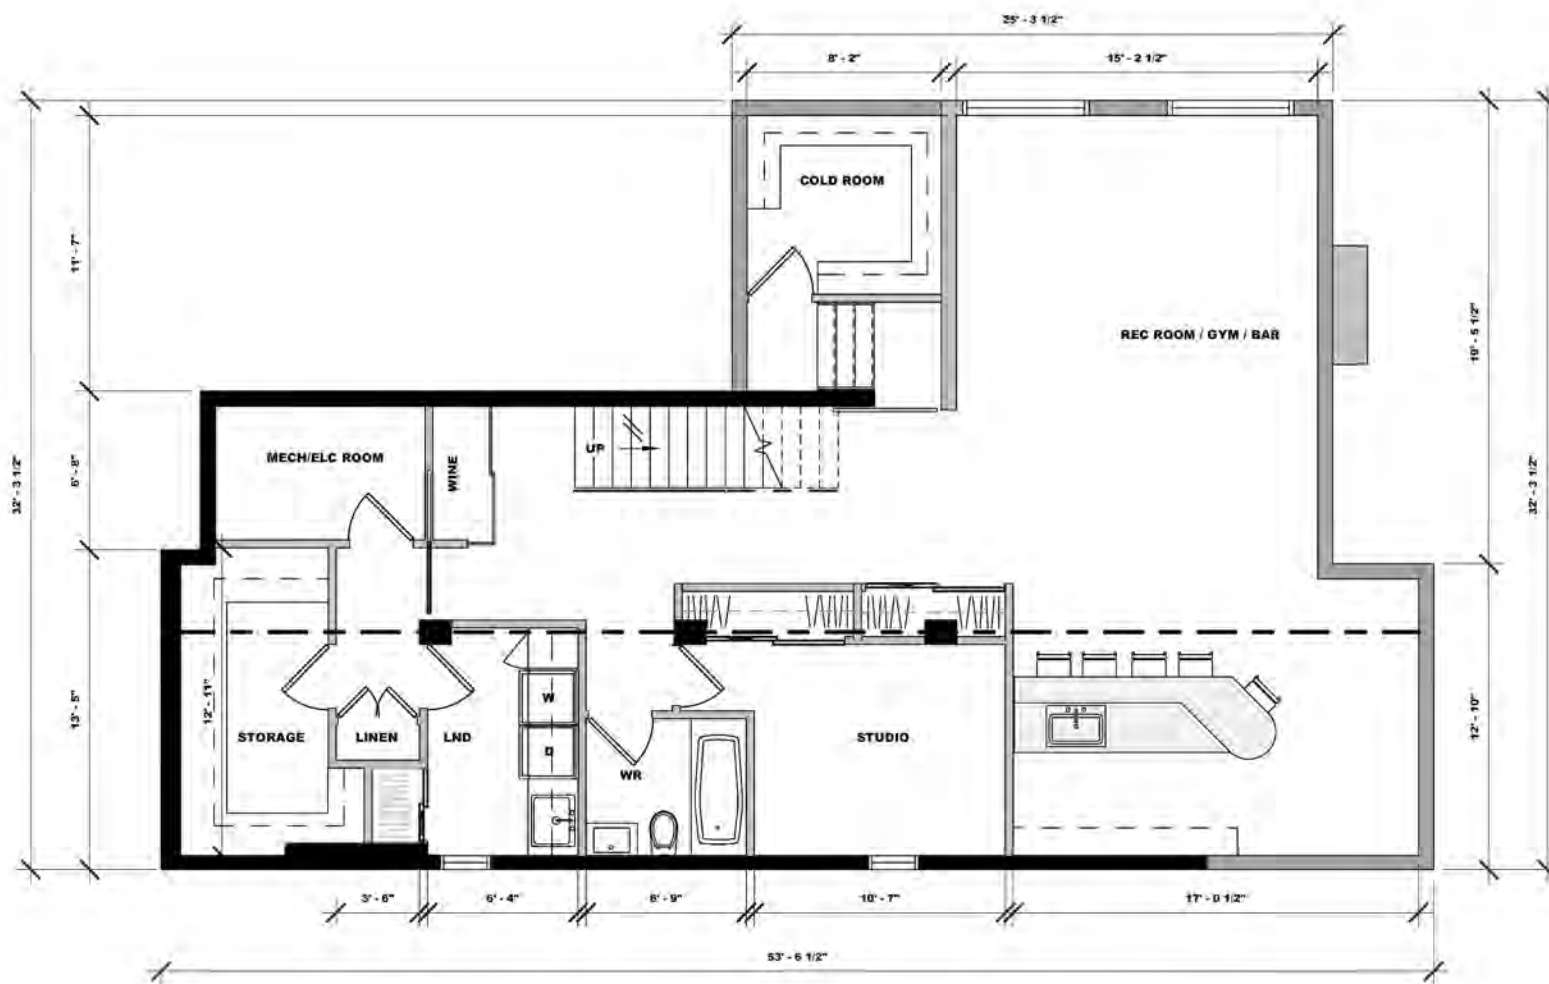 25' - 3 1/2"
8' - 2"
15' - 2 1/2"
COLD ROOM
11' - 7"
REC ROOM / GYM / BAR
19' - 5 1/2"
UP
MECH/ELC ROOM
WINE
6' - 8"
32' - 3 1/2"
32' - 3 1/2"
W
12' - 11"
13' - 5"
STORAGE
LINEN
LND
STUDIO
12' - 10"
D
WR
3' - 6"
6' - 4"
6' - 9"
10' - 7"
17' - 0 1/2"
53' - 6 1/2"